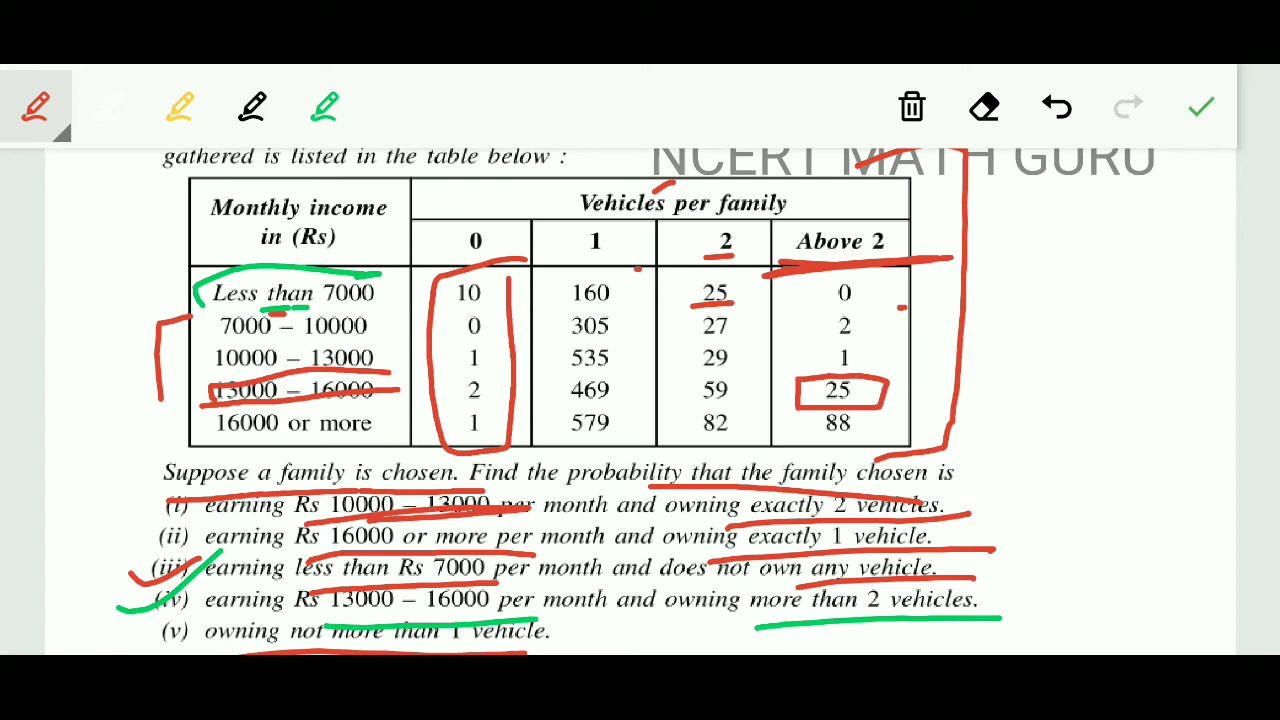 gathered is listed in the table below :
NCERT MATH GURU
Monthly income in (Rs) Vehicles per family
0 1 2 Above 2
Less than 7000 10 160 25 0
7000 – 10000 0 305 27 2
10000 – 13000 1 535 29 1
13000 – 16000 2 469 59 25
16000 or more 1 579 82 88
Suppose a family is chosen. Find the probability that the family chosen is
(i) earning Rs 10000 – 13000 per month and owning exactly 2 vehicles.
(ii) earning Rs 16000 or more per month and owning exactly 1 vehicle.
(iii) earning less than Rs 7000 per month and does not own any vehicle.
(iv) earning Rs 13000 – 16000 per month and owning more than 2 vehicles.
(v) owning not more than 1 vehicle.